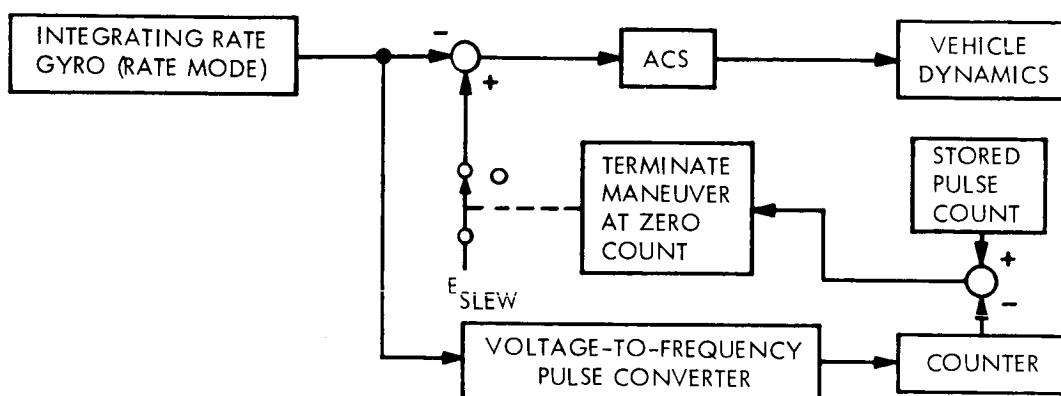 INTEGRATING RATE
GYRO (RATE MODE)
-
+
ACS
VEHICLE
DYNAMICS
TERMINATE
MANEUVER
AT ZERO
COUNT
STORED
PULSE
COUNT
+
-
E SLEW
VOLTAGE-TO-FREQUENCY
PULSE CONVERTER
COUNTER